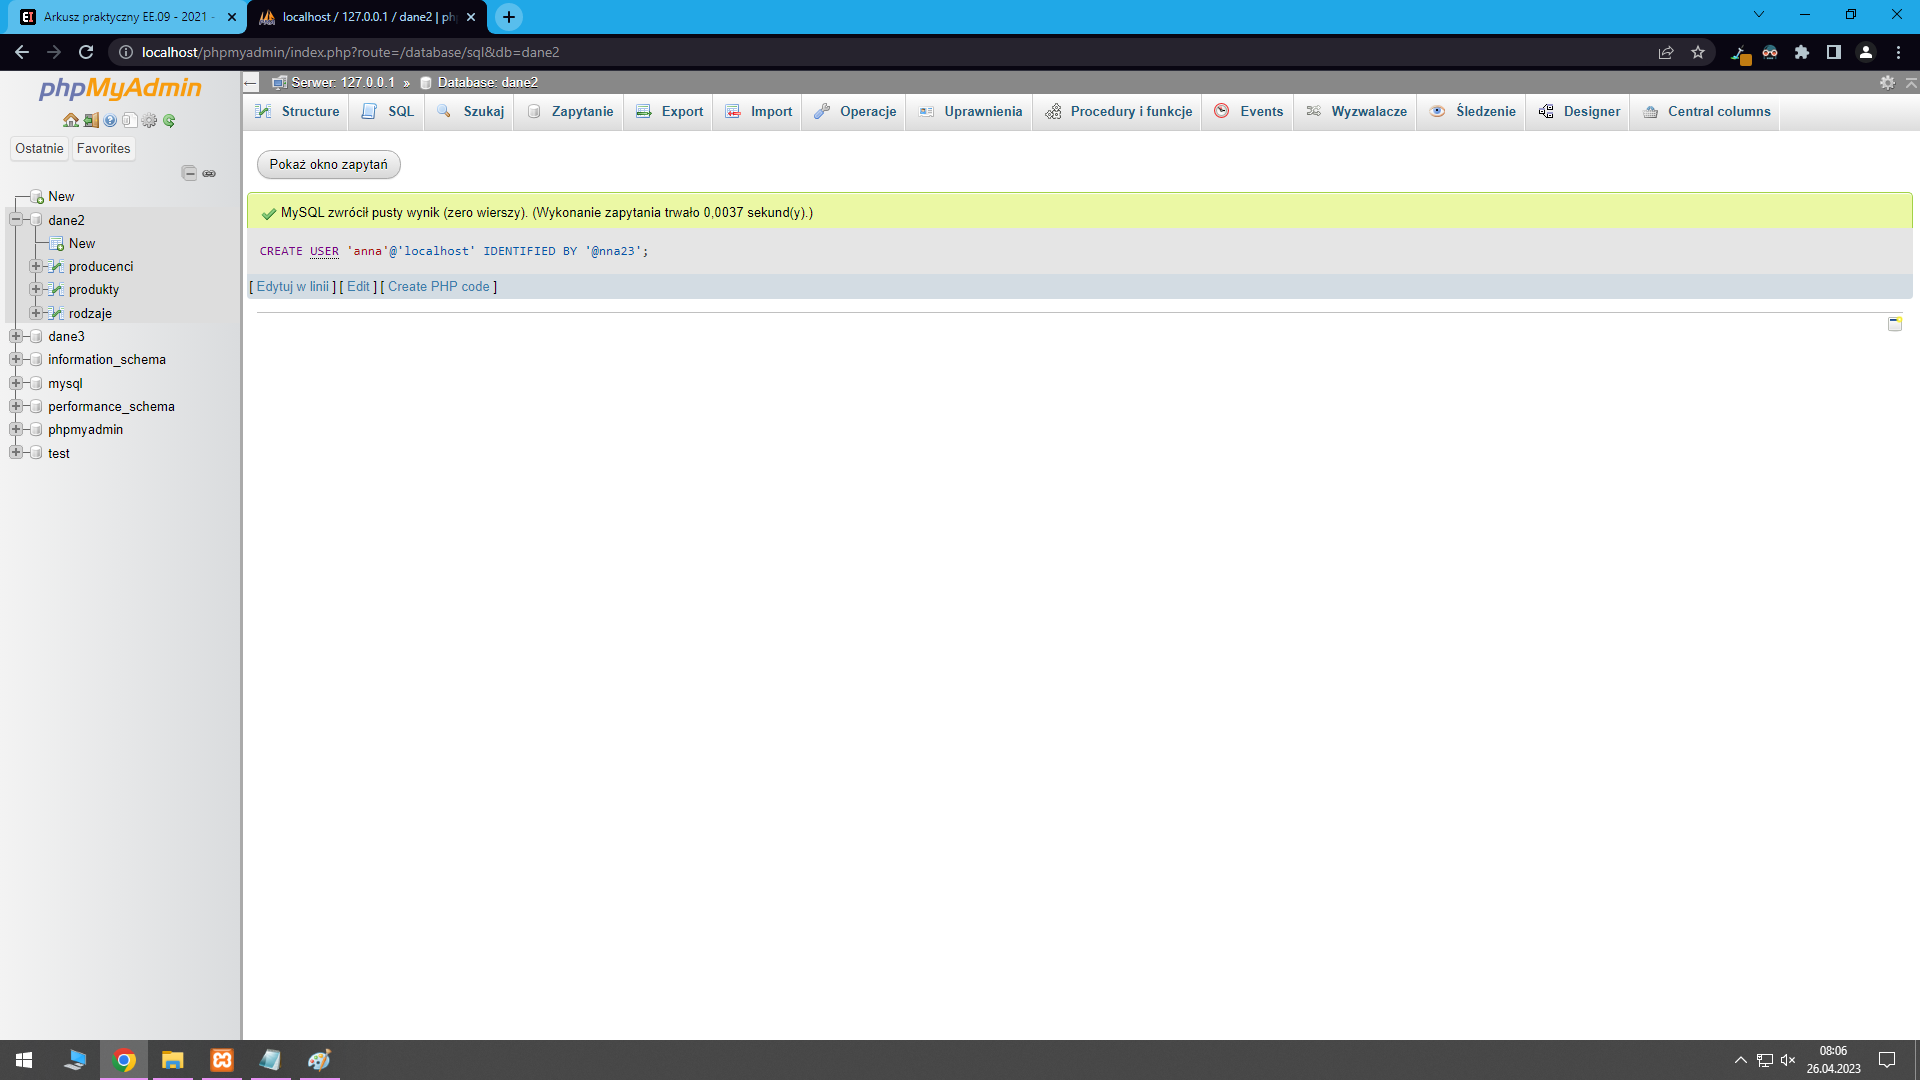 Arkusz praktyczny EE.09 - 2021 -
localhost / 127.0.0.1 / dane2 | ph
localhost/phpmyadmin/index.php?route=/database/sql&db=dane2
phpMyAdmin
Ostatnie Favorites
New
dane2
New
producenci
produkty
rodzaje
dane3
information_schema
mysql
performance_schema
phpmyadmin
test
Serwer: 127.0.0.1 » Database: dane2
Structure SQL Szukaj Zapytanie Export Import Operacje Uprawnienia Procedury i funkcje Events Wyzwalacze Śledzenie Designer Central columns
Pokaż okno zapytań
MySQL zwrócił pusty wynik (zero wierszy). (Wykonanie zapytania trwało 0,0037 sekund(y).)
CREATE USER 'anna'@'localhost' IDENTIFIED BY '@nna23';
[ Edytuj w linii ] [ Edit ] [ Create PHP code ]
08:06
26.04.2023